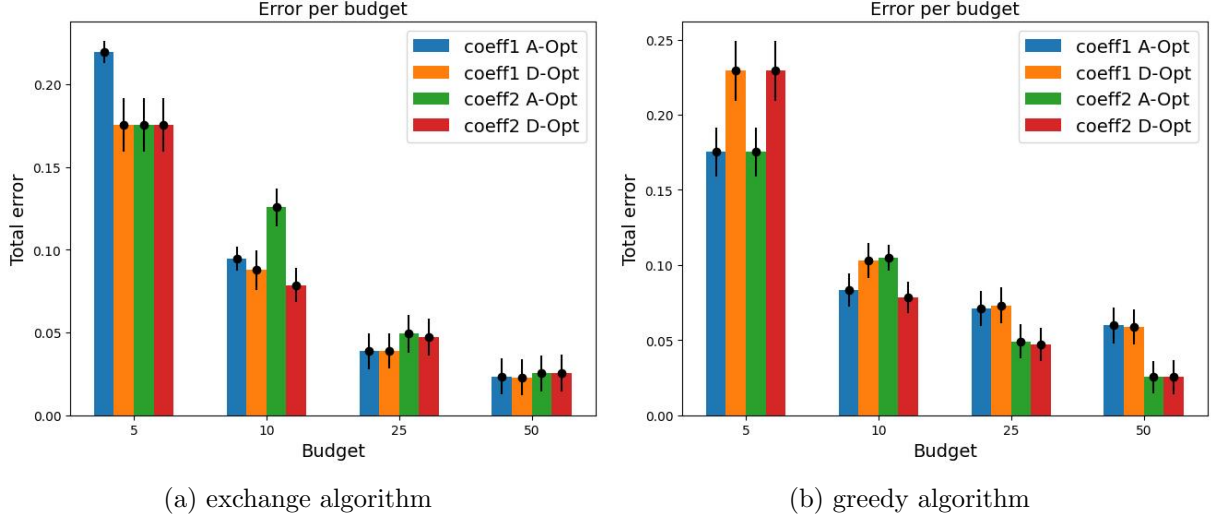 Error per budget
Total error
0.20
0.15
0.10
0.05
0.00
coeff1 A-Opt
coeff1 D-Opt
coeff2 A-Opt
coeff2 D-Opt
5 10 25 50
Budget
(a) exchange algorithm
Error per budget
Total error
0.25
0.20
0.15
0.10
0.05
0.00
coeff1 A-Opt
coeff1 D-Opt
coeff2 A-Opt
coeff2 D-Opt
5 10 25 50
Budget
(b) greedy algorithm